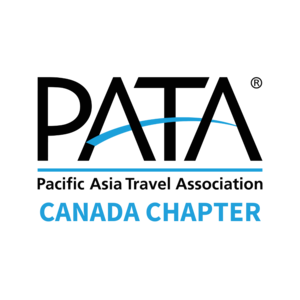 PATA®
Pacific Asia Travel Association
CANADA CHAPTER